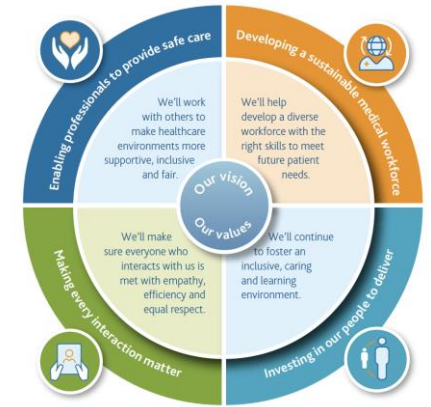 Enabling professionals to provide safe care
We'll work
with others to
make healthcare
environments more
supportive, inclusive
and fair.
Developing a sustainable medical workforce
We'll help
develop a diverse
workforce with the
right skills to meet
future patient
needs.
Our vision
Our values
Making every interaction matter
We'll make
sure everyone who
interacts with us is
met with empathy,
efficiency and
equal respect.
Investing in our people to deliver
We'll continue
to foster an
inclusive, caring
and learning
environment.